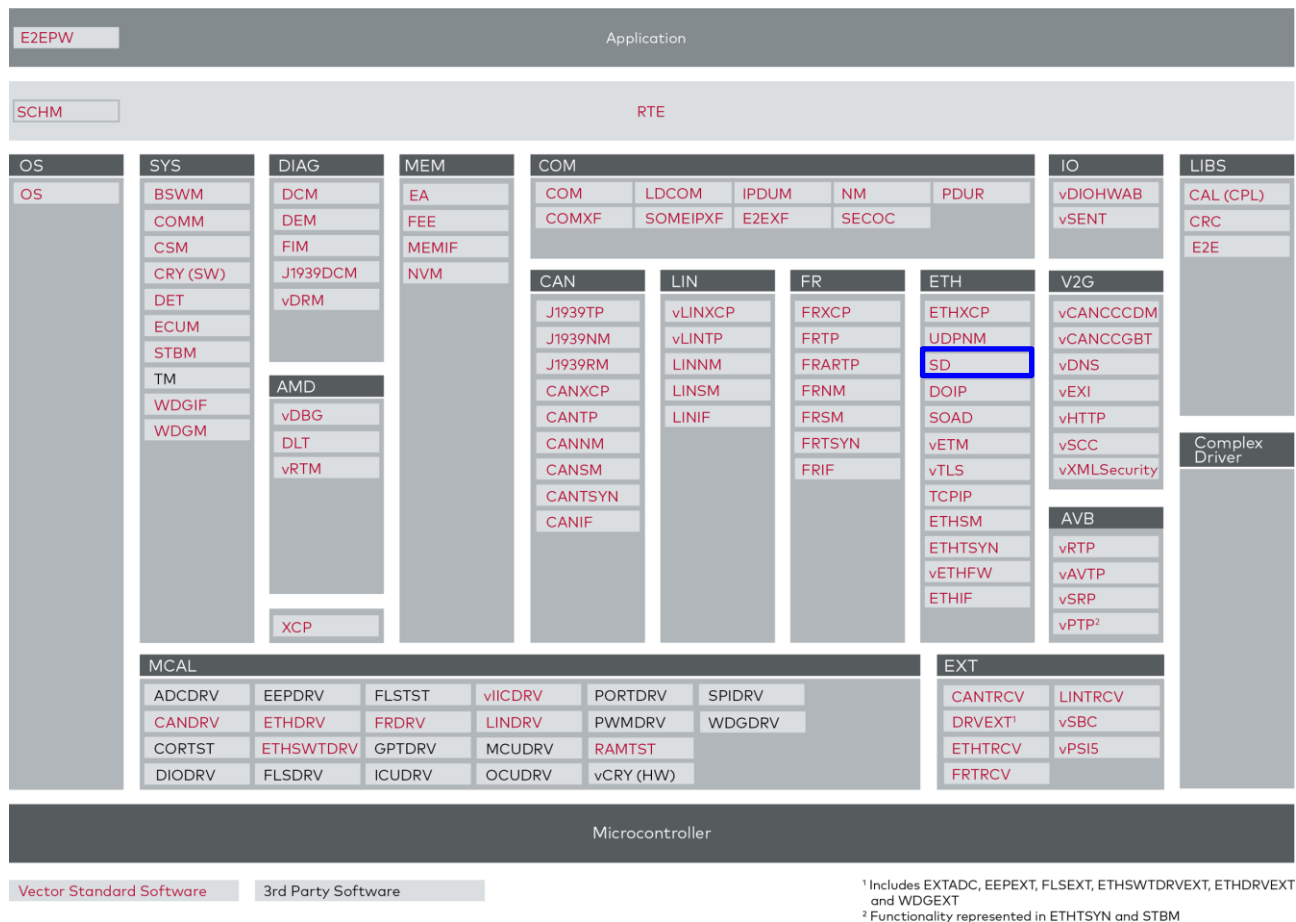 E2EPW
Application
SCHM
RTE
OS
OS
SYS
BSWM
COMM
CSM
CRY (SW)
DET
ECUM
STBM
TM
WDGIF
WDGM
DIAG
DCM
DEM
FIM
J1939DCM
vDRM
AMD
vDBG
DLT
vRTM
XCP
MEM
EA
FEE
MEMIF
NVM
COM
COM
LDCOM
IPDUM
NM
PDUR
COMXF
SOMEIPXF
E2EXF
SECOC
CAN
J1939TP
J1939NM
J1939RM
CANXCP
CANTP
CANNM
CANSM
CANTSYN
CANIF
LIN
vLINXCP
vLINTP
LINNM
LINSM
LINIF
FR
FRXCP
FRTP
FRARTP
FRNM
FRSM
FRTSYN
FRIF
ETH
ETHXCP
UDPNM
SD
DOIP
SOAD
vETM
vTLS
TCPIP
ETHSM
ETHTSYN
vETHFW
ETHIF
IO
vDIOHWAB
vSENT
V2G
vCANCCCDM
vCANCCGBT
vDNS
vEXI
vHTTP
vSCC
vXMLSecurity
AVB
vRTP
vAVTP
vSRP
vPTP²
LIBS
CAL (CPL)
CRC
E2E
Complex
Driver
MCAL
ADCDRV
EEPDRV
FLSTST
vIICDRV
PORTDRV
SPIDRV
CANDRV
ETHDRV
FRDRV
LINDRV
PWMDRV
WDGDRV
CORTST
ETHSWTDRV
GPTDRV
MCUDRV
RAMTST
DIODRV
FLSDRV
ICUDRV
OCUDRV
vCRY (HW)
EXT
CANTRCV
LINTRCV
DRVEXT¹
vSBC
ETHTRCV
vPSI5
FRTRCV
Microcontroller
Vector Standard Software
3rd Party Software
¹ Includes EXTADC, EEPEXT, FLSEXT, ETHSWTDRVEXT, ETHDRVEXT
and WDGEXT
² Functionality represented in ETHTSYN and STBM